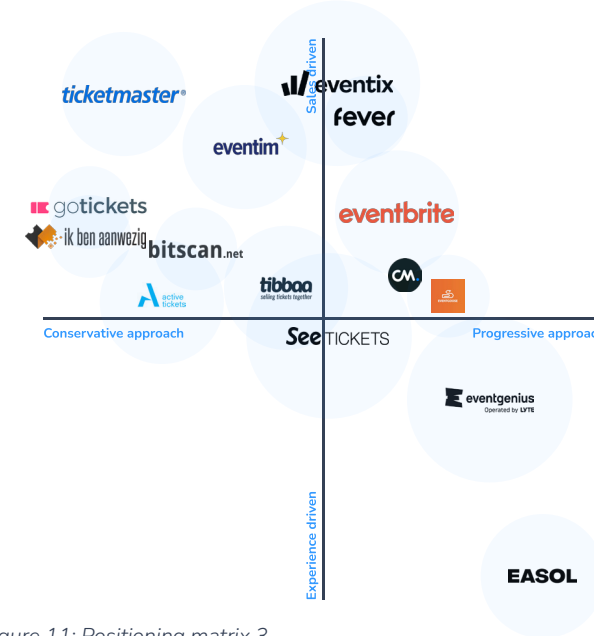 Sales driven
ticketmaster®
eventix
fever
eventim
gotickets
eventbrite
ik ben aanwezig
bitscan.net
CM.
tibbaa
selling tickets together
active
tickets
Conservative approach
Progressive approac
See TICKETS
eventgenius
Operated by LYTE
Experience driven
EASOL
gure 11: Positioning matrix 3